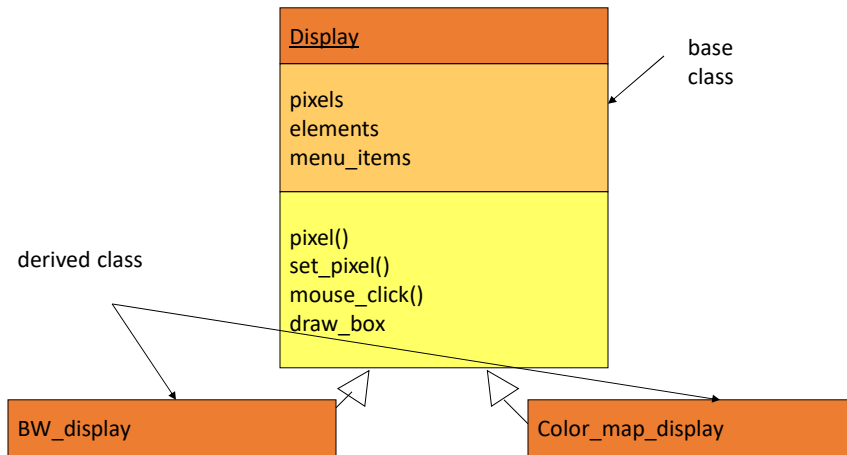 Display
base
class
pixels
elements
menu_items
pixel()
set_pixel()
mouse_click()
draw_box
derived class
BW_display
Color_map_display